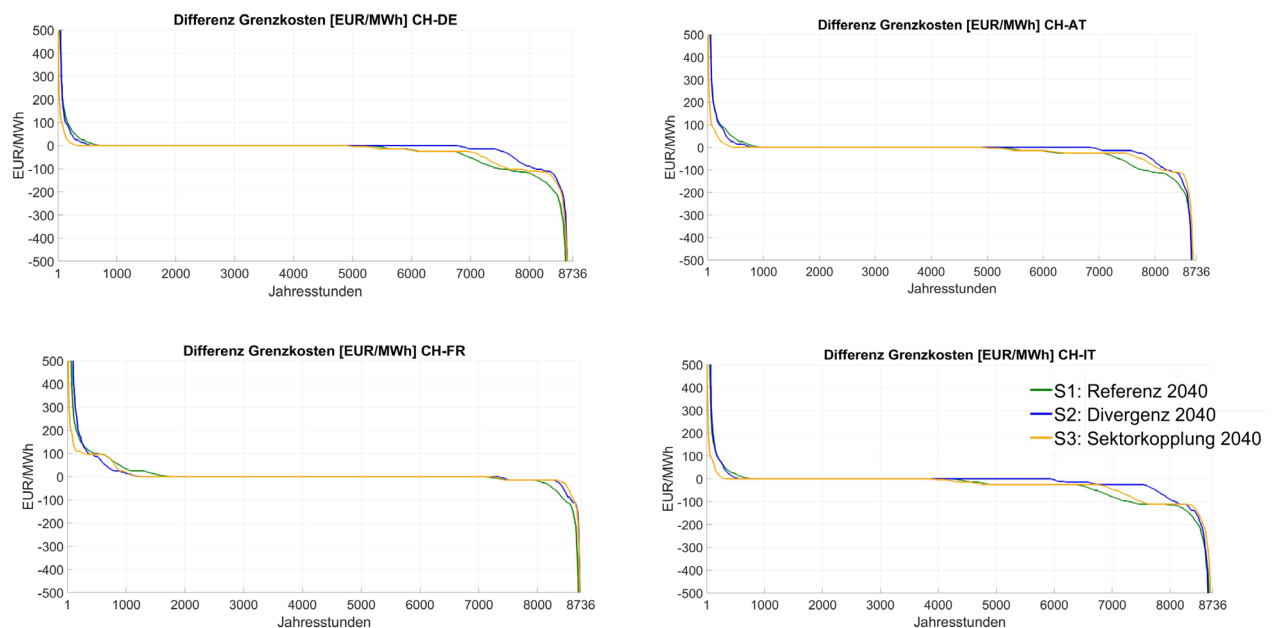 Differenz Grenzkosten [EUR/MWh] CH-DE
500
400
300
200
100
0
-100
-200
-300
-400
-500
EUR/MWh
1 1000 2000 3000 4000 5000 6000 7000 8000 8736
Jahresstunden
Differenz Grenzkosten [EUR/MWh] CH-AT
500
400
300
200
100
0
-100
-200
-300
-400
-500
EUR/MWh
1 1000 2000 3000 4000 5000 6000 7000 8000 8736
Jahresstunden
Differenz Grenzkosten [EUR/MWh] CH-FR
500
400
300
200
100
0
-100
-200
-300
-400
-500
EUR/MWh
1 1000 2000 3000 4000 5000 6000 7000 8000 8736
Jahresstunden
Differenz Grenzkosten [EUR/MWh] CH-IT
500
400
300
200
100
0
-100
-200
-300
-400
-500
EUR/MWh
1 1000 2000 3000 4000 5000 6000 7000 8000 8736
Jahresstunden
S1: Referenz 2040
S2: Divergenz 2040
S3: Sektorkopplung 2040